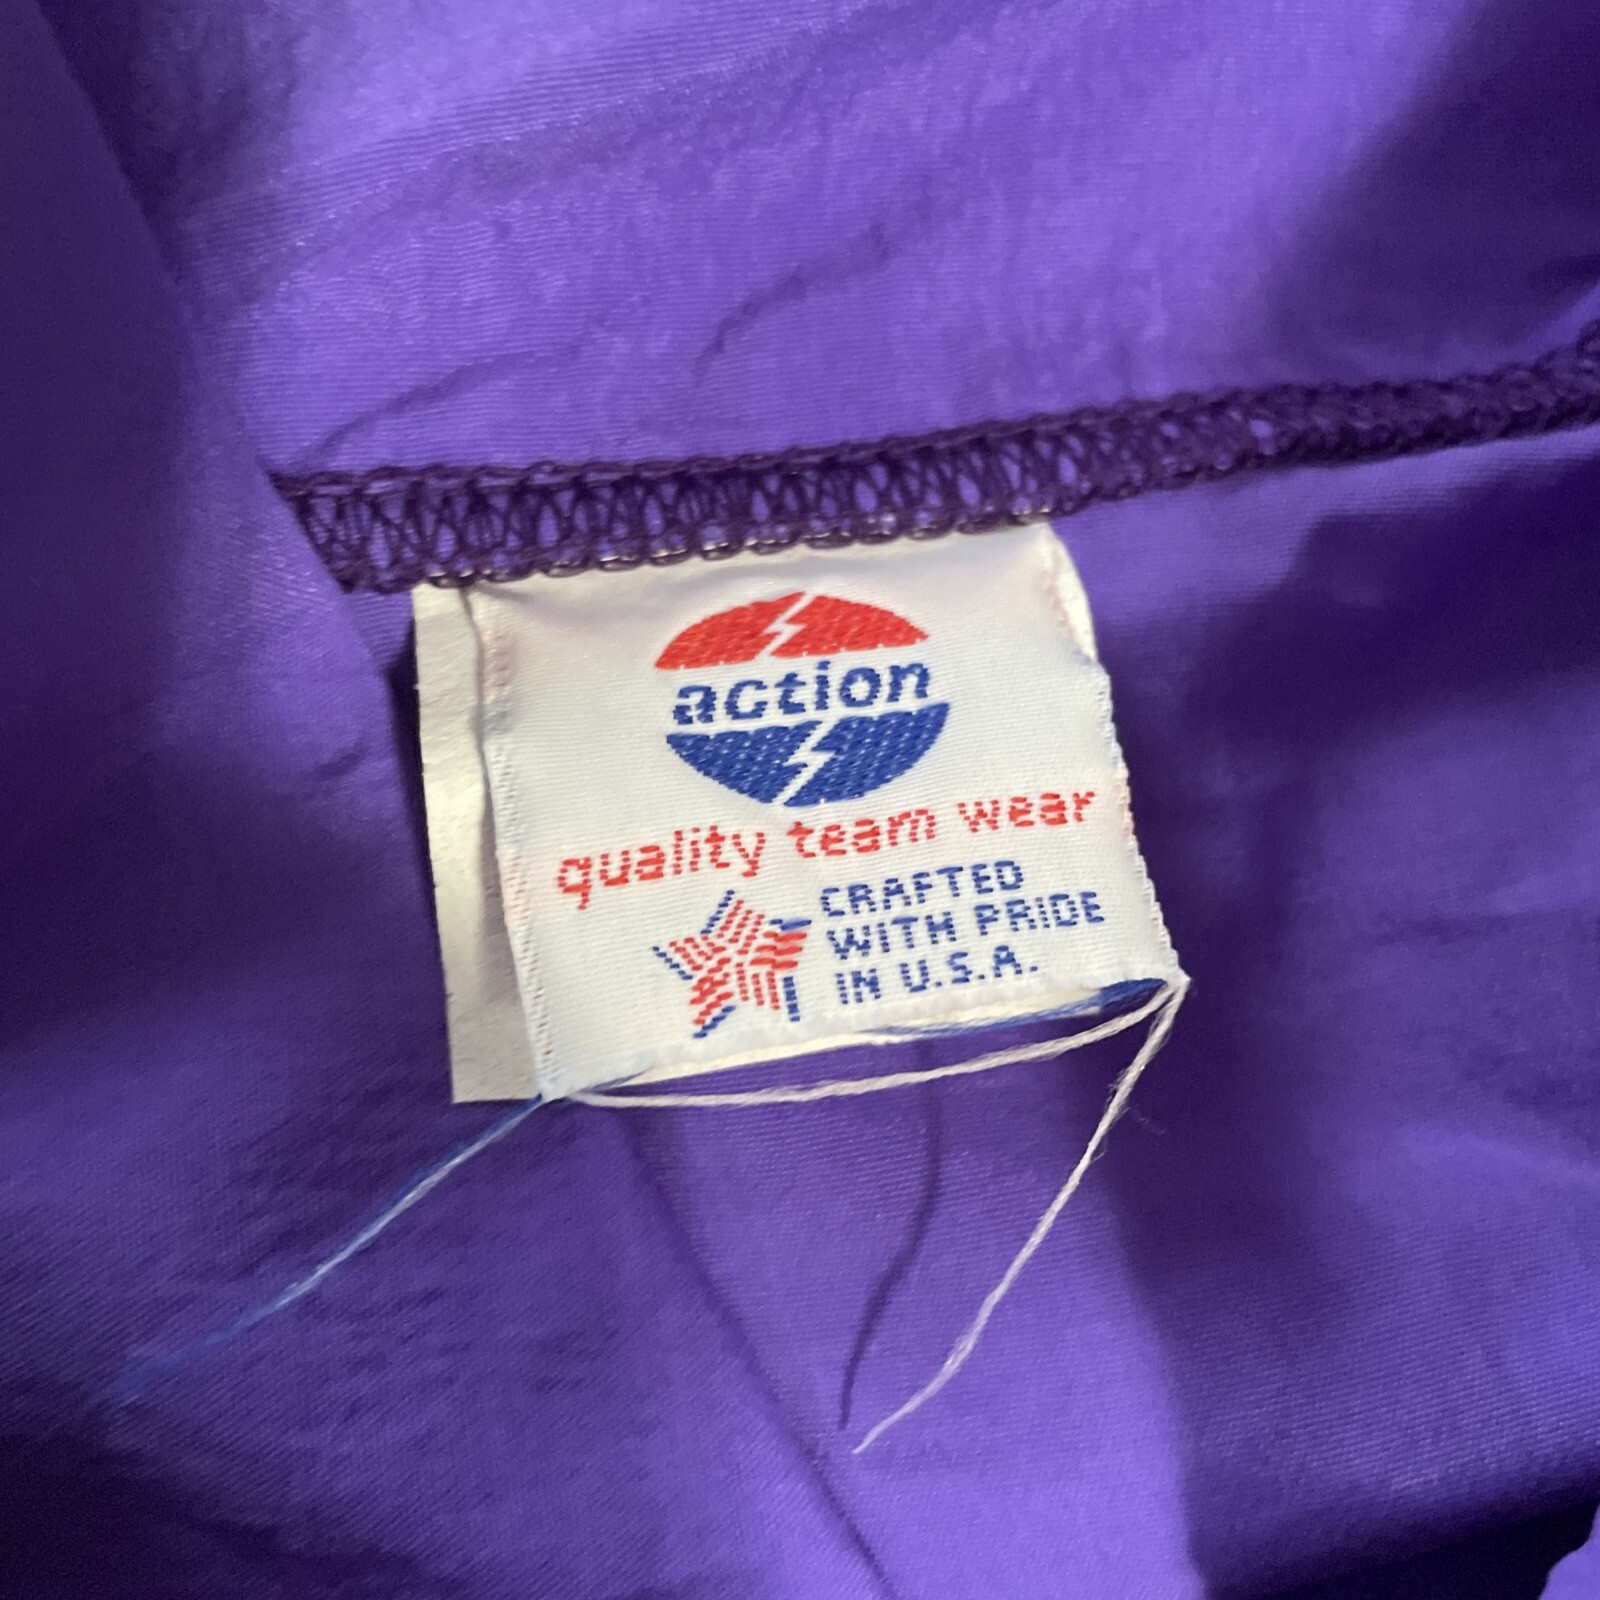 action
quality team wear
CRAFTED
WITH PRIDE
IN U.S.A.